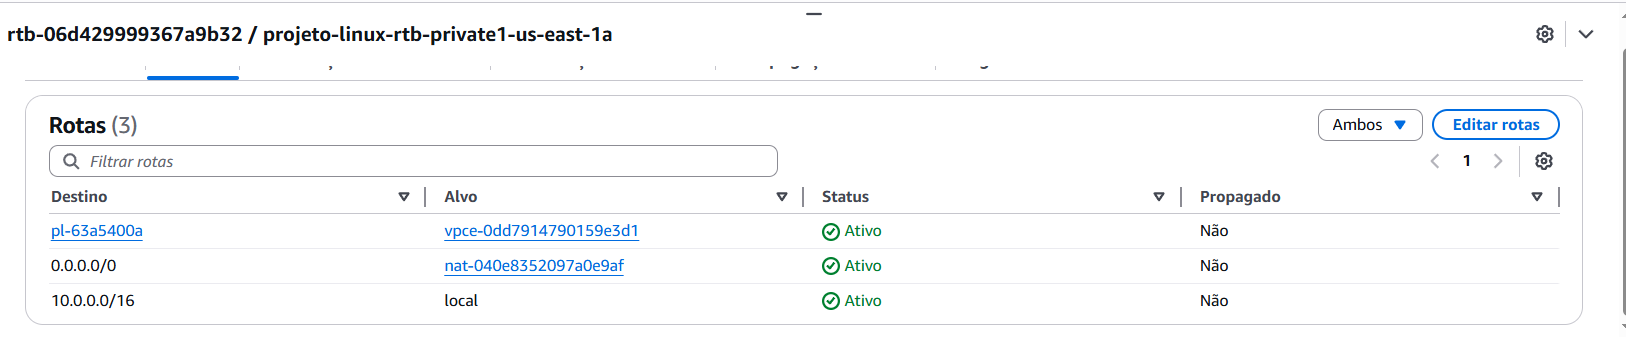 rtb-06d429999367a9b32 / projeto-linux-rtb-private1-us-east-1a
Rotas (3)
Ambos
Editar rotas
Filtrar rotas
1
Destino Alvo Status Propagado
pl-63a5400a vpce-0dd7914790159e3d1 Ativo Não
0.0.0.0/0 nat-040e8352097a0e9af Ativo Não
10.0.0.0/16 local Ativo Não